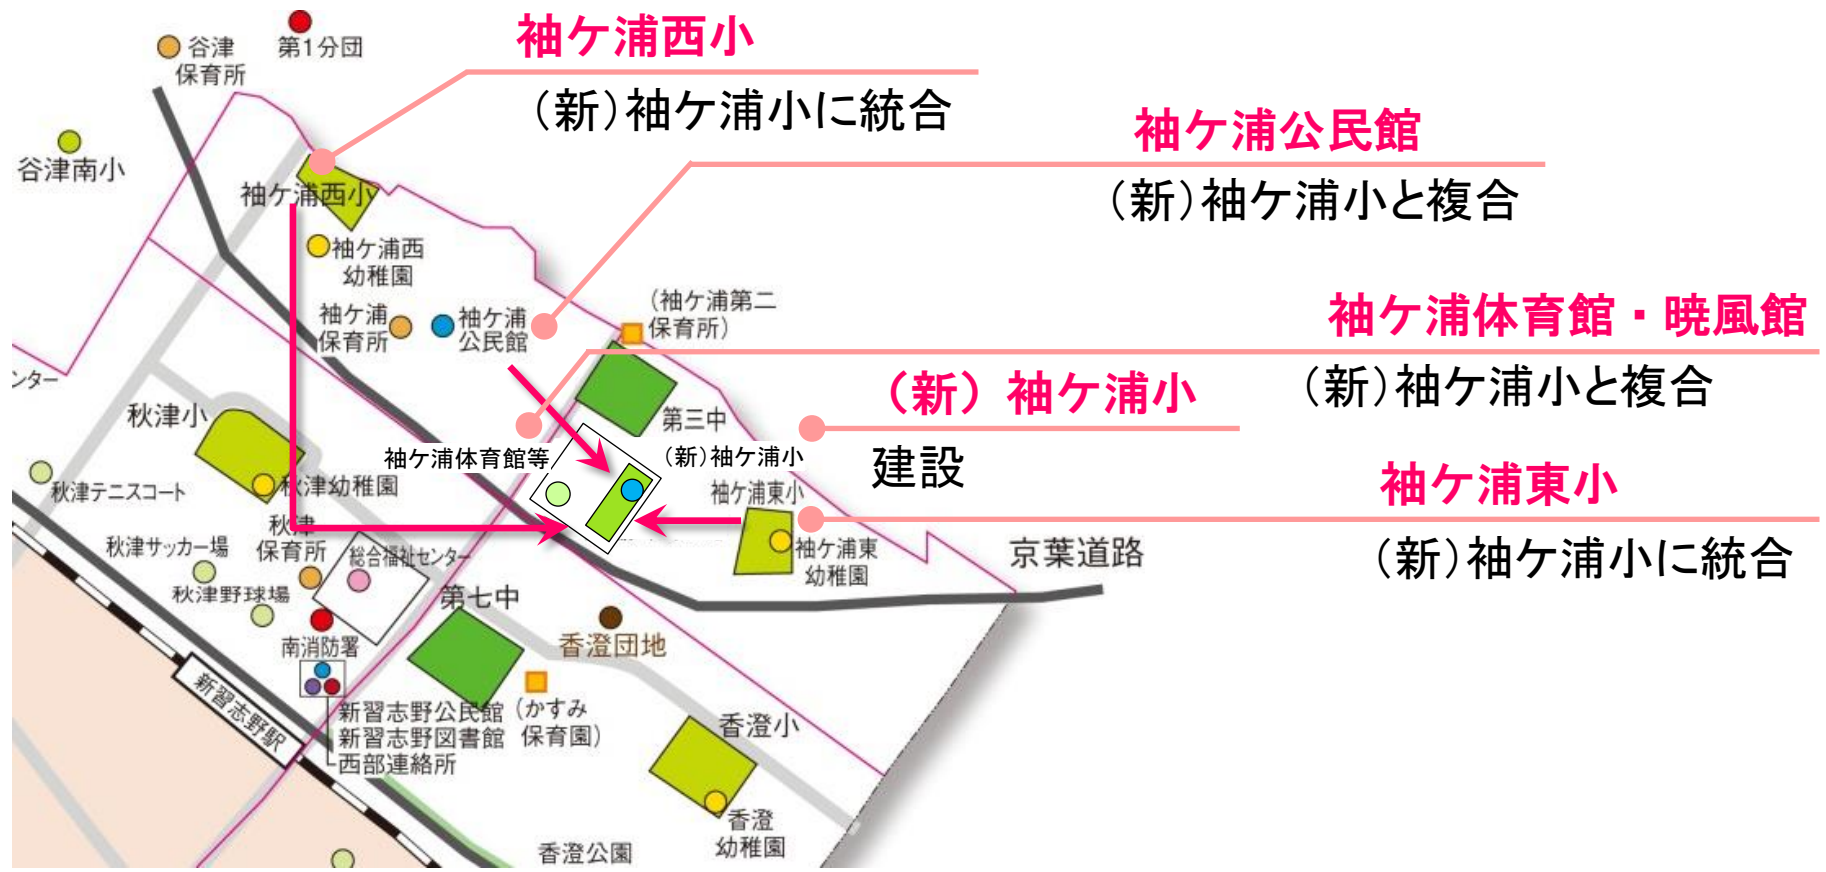 袖ケ浦西小
（新）袖ケ浦小に統合
袖ケ浦公民館
（新）袖ケ浦小と複合
袖ケ浦体育館・暁風館
（新）袖ケ浦小と複合
（新）袖ケ浦小
建設
袖ケ浦東小
（新）袖ケ浦小に統合
谷津
保育所
第1分団
谷津南小
袖ケ浦西小
袖ケ浦西
幼稚園
袖ケ浦
保育所
袖ケ浦
公民館
（袖ケ浦第二
保育所）
ンター
秋津小
第三中
袖ケ浦体育館等
（新）袖ケ浦小
秋津テニスコート
秋津幼稚園
袖ケ浦東小
秋津
保育所
秋津サッカー場
総合福祉センター
袖ケ浦東
幼稚園
京葉道路
秋津野球場
第七中
南消防署
香澄団地
新習志野駅
新習志野公民館
新習志野図書館
西部連絡所
（かすみ
保育園）
香澄小
香澄
幼稚園
香澄公園